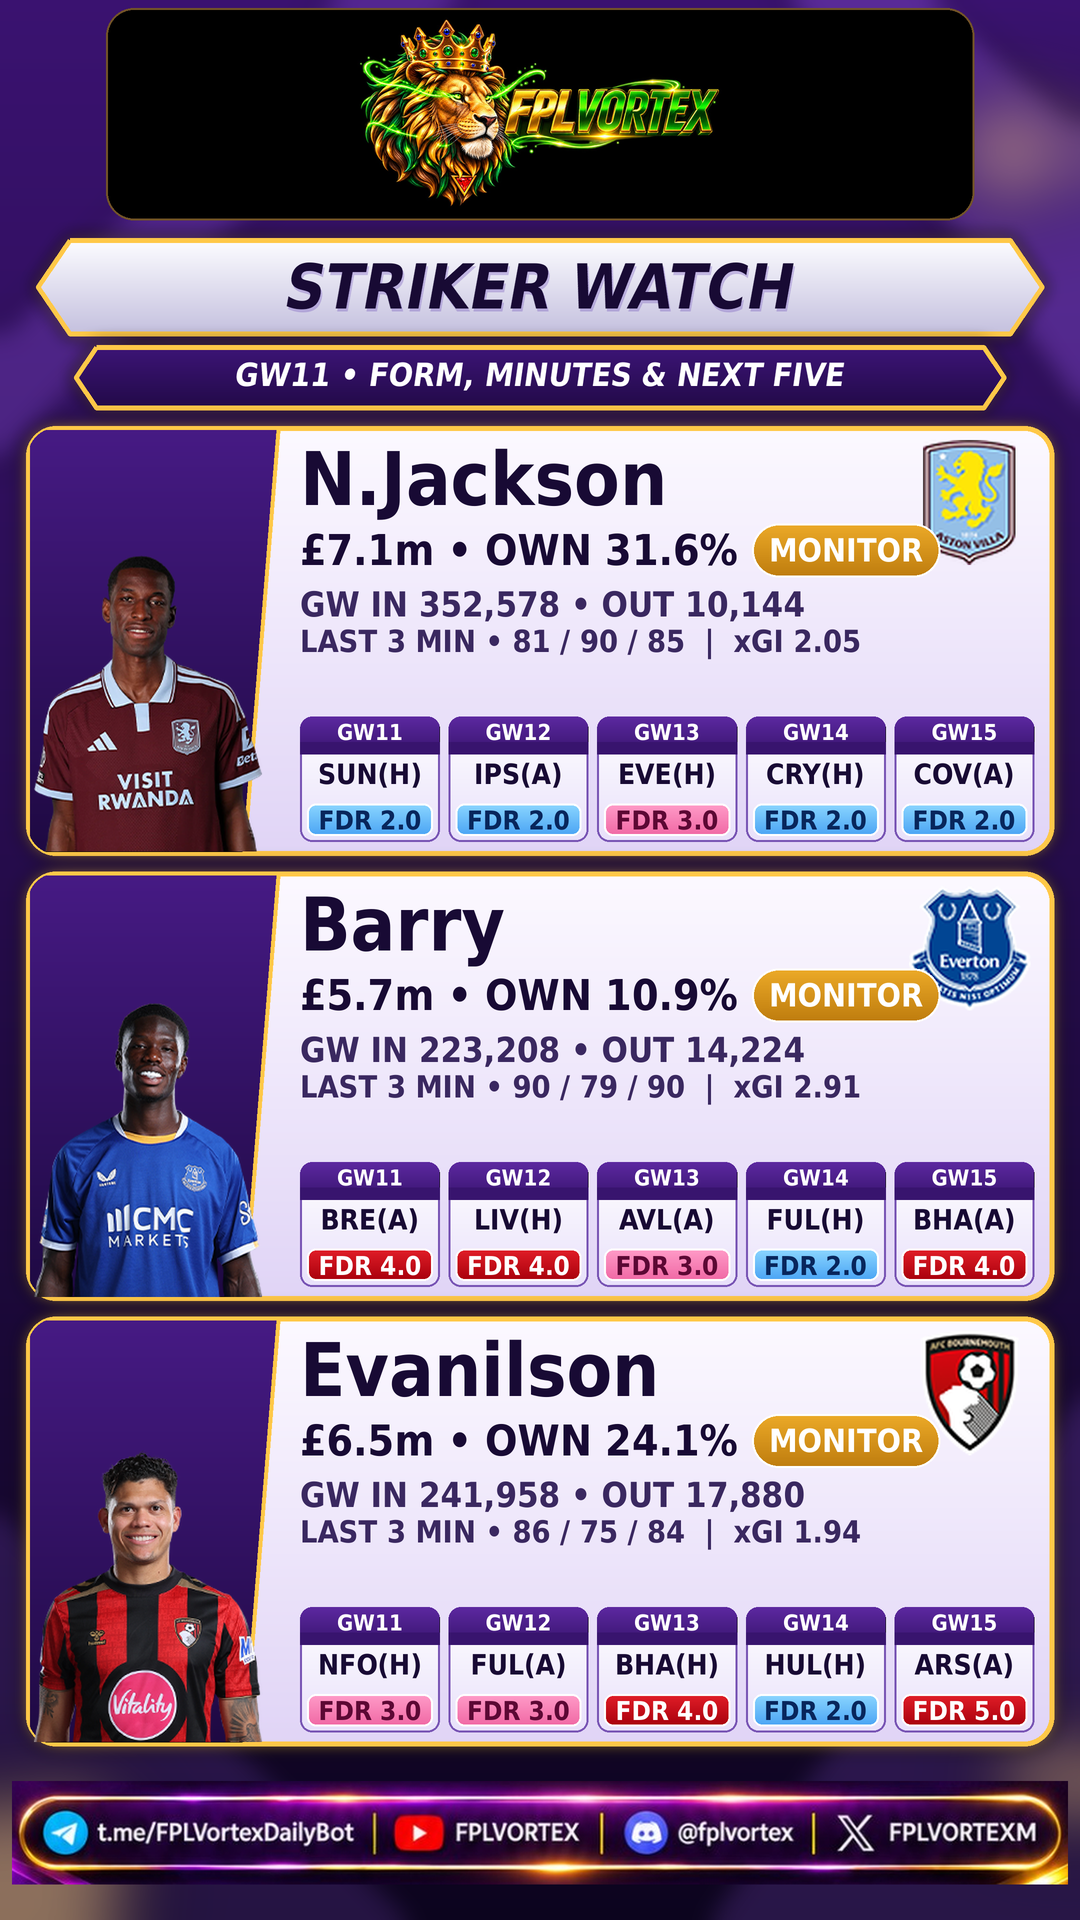 FPLVORTEX
STRIKER WATCH
GW11 • FORM, MINUTES & NEXT FIVE
N.Jackson
£7.1m • OWN 31.6% MONITOR
GW IN 352,578 • OUT 10,144
LAST 3 MIN • 81 / 90 / 85 | xGI 2.05
ASTON VILLA
VISIT
RWANDA
GW11 GW12 GW13 GW14 GW15
SUN(H) IPS(A) EVE(H) CRY(H) COV(A)
FDR 2.0 FDR 2.0 FDR 3.0 FDR 2.0 FDR 2.0
Barry
£5.7m • OWN 10.9% MONITOR
GW IN 223,208 • OUT 14,224
LAST 3 MIN • 90 / 79 / 90 | xGI 2.91
Everton
1878
CMC
MARKETS
GW11 GW12 GW13 GW14 GW15
BRE(A) LIV(H) AVL(A) FUL(H) BHA(A)
FDR 4.0 FDR 4.0 FDR 3.0 FDR 2.0 FDR 4.0
Evanilson
£6.5m • OWN 24.1% MONITOR
GW IN 241,958 • OUT 17,880
LAST 3 MIN • 86 / 75 / 84 | xGI 1.94
AFC BOURNEMOUTH
Vitality
GW11 GW12 GW13 GW14 GW15
NFO(H) FUL(A) BHA(H) HUL(H) ARS(A)
FDR 3.0 FDR 3.0 FDR 4.0 FDR 2.0 FDR 5.0
t.me/FPLVortexDailyBot | FPLVORTEX | @fplvortex | FPLVORTEXM